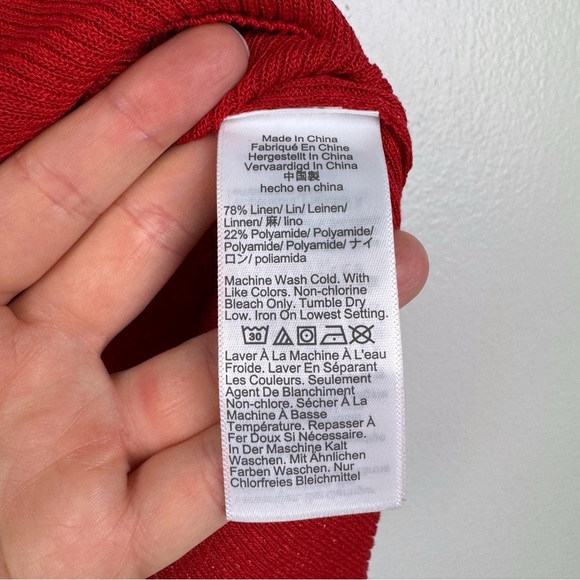 Made In China
Fabriqué En Chine
Hergestellt In China
Vervaardigd In China
中国製
hecho en china
78% Linen/ Lin/ Leinen/
Linnen/ 麻/ lino
22% Polyamide/ Polyamide/
Polyamide/ Polyamide/ ナイ
ロン/ poliamida
Machine Wash Cold. With
Like Colors. Non-chlorine
Bleach Only. Tumble Dry
Low. Iron On Lowest Setting.
30
Laver À La Machine À L'eau
Froide. Laver En Séparant
Les Couleurs. Seulement
Agent De Blanchiment
Non-chlore. Sécher À La
Machine À Basse
Température. Repasser À
Fer Doux Si Nécessaire.
In Der Maschine Kalt
Waschen. Mit Ähnlichen
Farben Waschen. Nur
Chlorfreies Bleichmittel